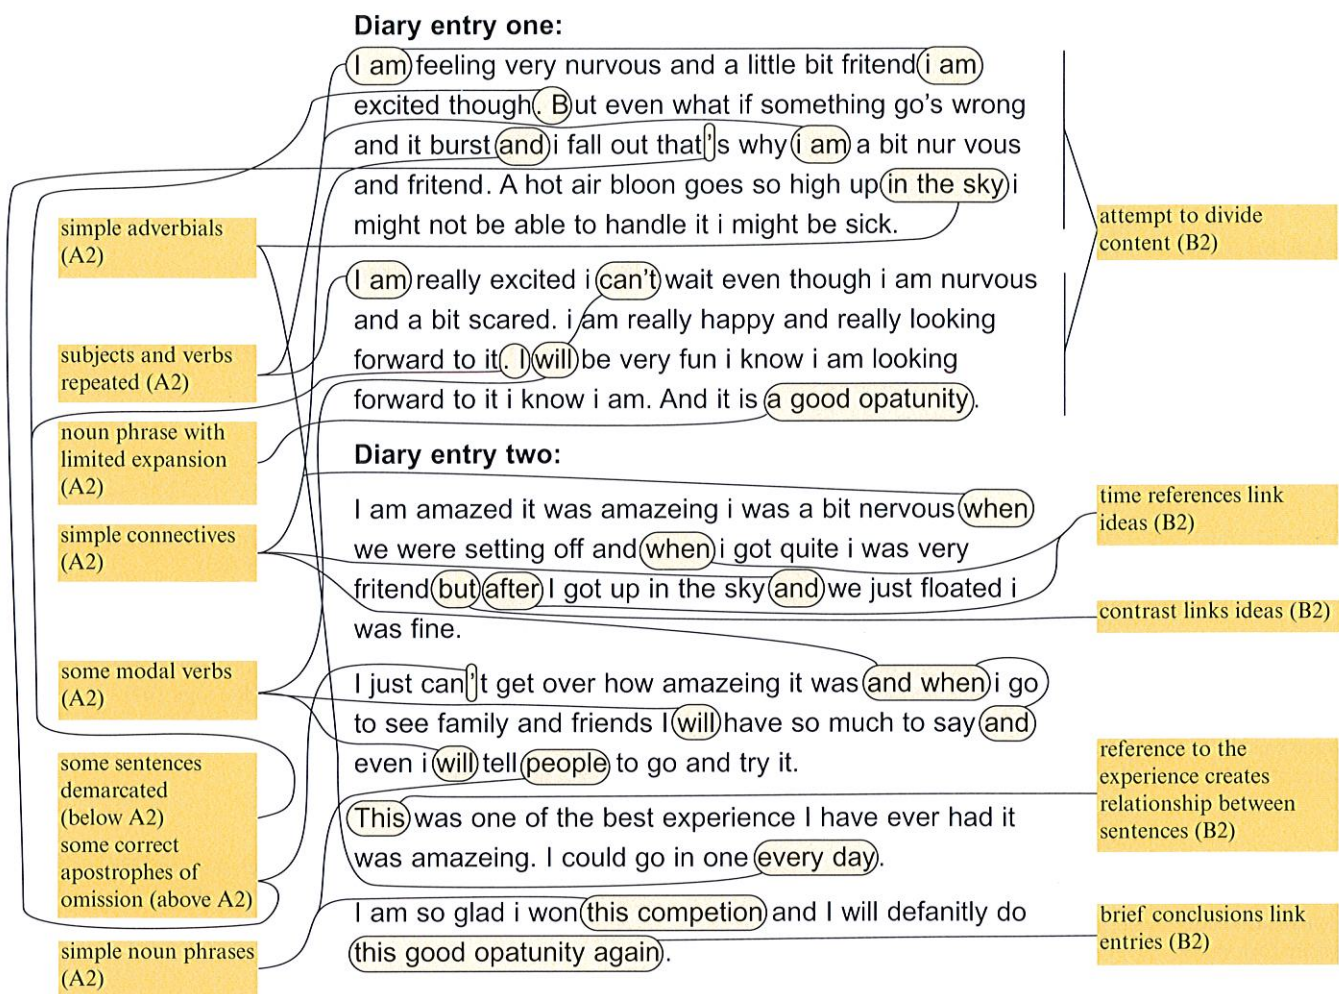 Diary entry one:
I am feeling very nurvous and a little bit fritend i am
excited though. But even what if something go's wrong
and it burst and i fall out that's why i am a bit nur vous
and fritend. A hot air bloon goes so high up in the sky i
might not be able to handle it i might be sick.
I am really excited i can't wait even though i am nurvous
and a bit scared. i am really happy and really looking
forward to it. I will be very fun i know i am looking
forward to it i know i am. And it is a good opatunity.
Diary entry two:
I am amazed it was amazeing i was a bit nervous when
we were setting off and when i got quite i was very
fritend but after I got up in the sky and we just floated i
was fine.
I just can't get over how amazeing it was and when i go
to see family and friends I will have so much to say and
even i will tell people to go and try it.
This was one of the best experience I have ever had it
was amazeing. I could go in one every day.
I am so glad i won this competion and I will defanitly do
this good opatunity again.
simple adverbials
(A2)
subjects and verbs
repeated (A2)
noun phrase with
limited expansion
(A2)
simple connectives
(A2)
some modal verbs
(A2)
some sentences
demarcated
(below A2)
some correct
apostrophes of
omission (above A2)
simple noun phrases
(A2)
attempt to divide
content (B2)
time references link
ideas (B2)
contrast links ideas (B2)
reference to the
experience creates
relationship between
sentences (B2)
brief conclusions link
entries (B2)